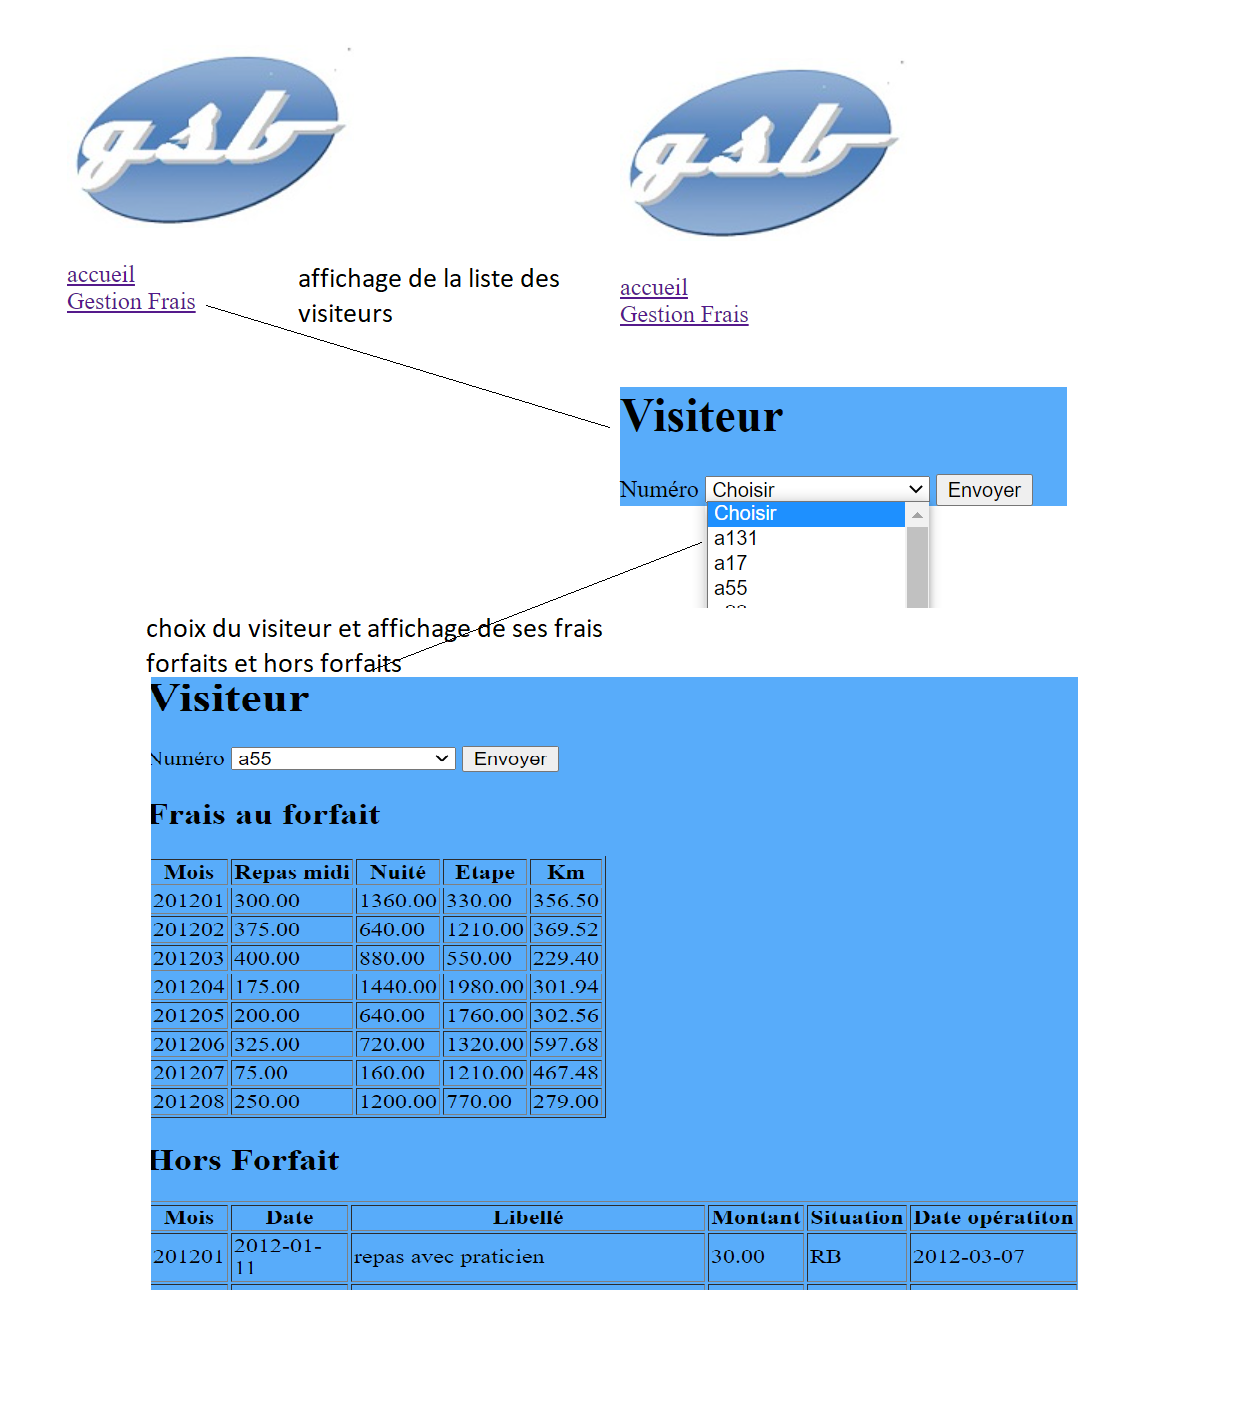 gsb
gsb
accueil
Gestion Frais
affichage de la liste des
visiteurs
accueil
Gestion Frais
Visiteur
Numéro Choisir Envoyer
Choisir
a131
a17
a55
choix du visiteur et affichage de ses frais
forfaits et hors forfaits
Visiteur
Numéro a55 Envoyer
Frais au forfait
Mois Repas midi Nuité Etape Km
201201 300.00 1360.00 330.00 356.50
201202 375.00 640.00 1210.00 369.52
201203 400.00 880.00 550.00 229.40
201204 175.00 1440.00 1980.00 301.94
201205 200.00 640.00 1760.00 302.56
201206 325.00 720.00 1320.00 597.68
201207 75.00 160.00 1210.00 467.48
201208 250.00 1200.00 770.00 279.00
Hors Forfait
Mois Date Libellé Montant Situation Date opératiton
201201 2012-01-11 repas avec praticien 30.00 RB 2012-03-07